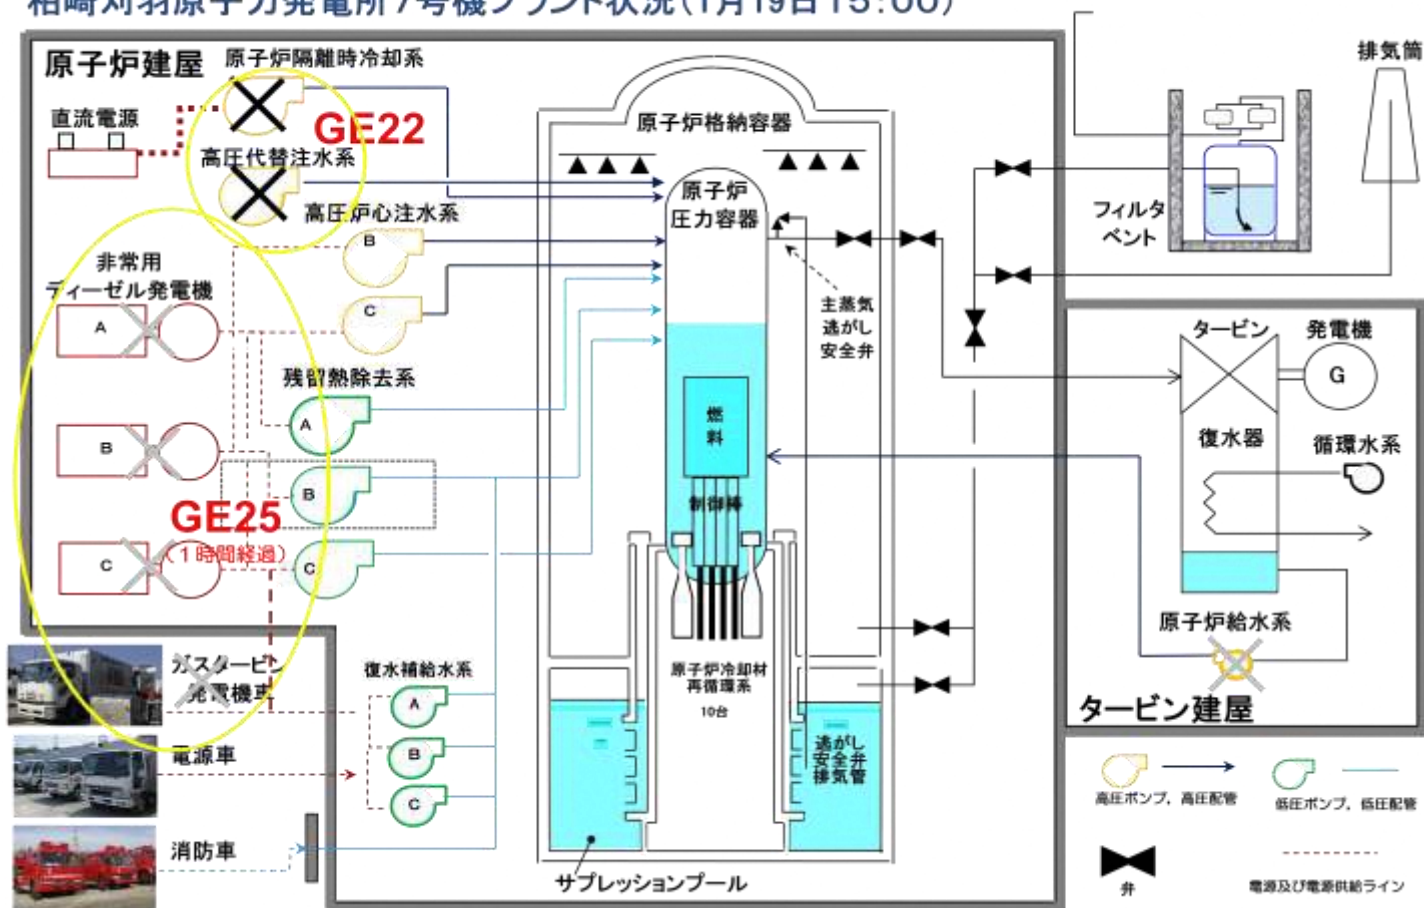 柏崎刈羽原子力発電所7号機プラント状況(1月19日15:00)
原子炉建屋
原子炉隔離時冷却系
直流電源
GE22
高圧代替注水系
高圧炉心注水系
B
C
非常用
ディーゼル発電機
A
B
C
GE25
(1時間経過)
残留熱除去系
A
B
C
ガスタービン
発電機車
電源車
消防車
復水補給水系
A
B
C
原子炉格納容器
原子炉
圧力容器
主蒸気
逃がし
安全弁
燃
料
制御棒
原子炉冷却材
再循環系
10台
逃がし
安全弁
排気管
サプレッションプール
フィルタ
ベント
排気筒
タービン
発電機
G
復水器
循環水系
原子炉給水系
タービン建屋
高圧ポンプ, 高圧配管
低圧ポンプ, 低圧配管
弁
電源及び電源供給ライン